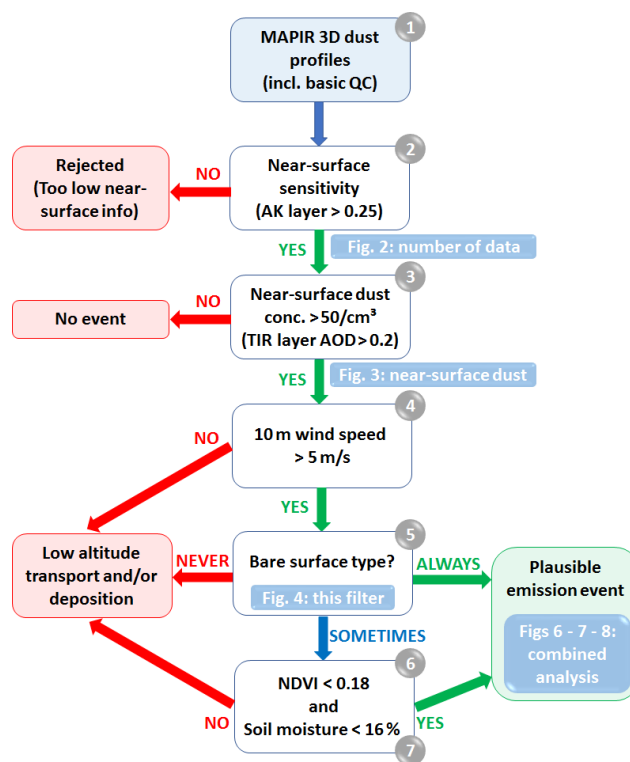 1
MAPIR 3D dust
profiles
(incl. basic QC)
2
Rejected
(Too low near-
surface info)
NO
Near-surface
sensitivity
(AK layer > 0.25)
YES
Fig. 2: number of data
3
No event
NO
Near-surface dust
conc. >50/cm³
(TIR layer AOD>0.2)
YES
Fig. 3: near-surface dust
4
NO
10 m wind speed
> 5 m/s
YES
5
Low altitude
transport and/or
deposition
NEVER
Bare surface type?
Fig. 4: this filter
ALWAYS
Plausible
emission event
Figs 6 - 7 - 8:
combined
analysis
SOMETIMES
6
NDVI < 0.18
and
Soil moisture < 16 %
NO
YES
7